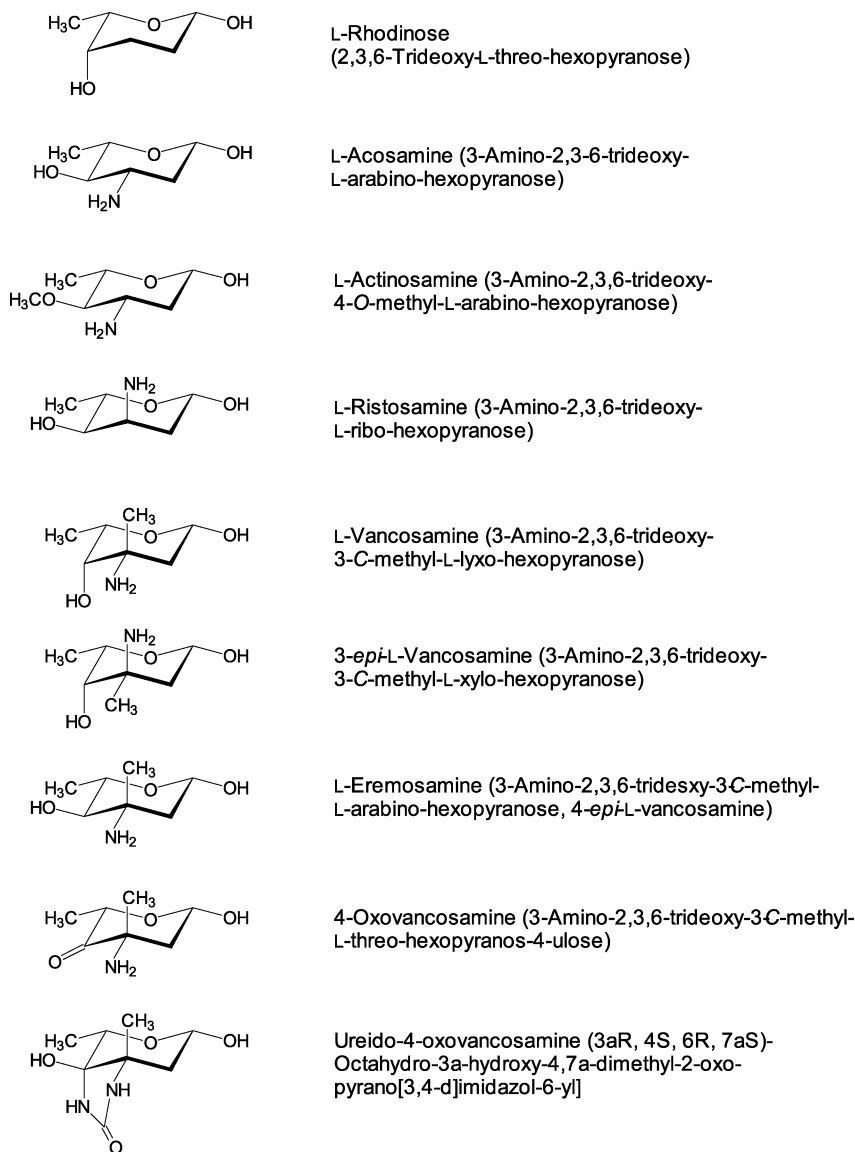 H₃C O OH
HO
L-Rhodinose
(2,3,6-Trideoxy-L-threo-hexopyranose)
H₃C O OH
HO
H₂N
L-Acosamine (3-Amino-2,3-6-trideoxy-
L-arabino-hexopyranose)
H₃C O OH
H₃CO
H₂N
L-Actinosamine (3-Amino-2,3,6-trideoxy-
4-O-methyl-L-arabino-hexopyranose)
NH₂
H₃C O OH
HO
L-Ristosamine (3-Amino-2,3,6-trideoxy-
L-ribo-hexopyranose)
CH₃
H₃C O OH
NH₂
HO
L-Vancosamine (3-Amino-2,3,6-trideoxy-
3-C-methyl-L-lyxo-hexopyranose)
NH₂
H₃C O OH
CH₃
HO
3-epi-L-Vancosamine (3-Amino-2,3,6-trideoxy-
3-C-methyl-L-xylo-hexopyranose)
CH₃
H₃C O OH
HO
NH₂
L-Eremosamine (3-Amino-2,3,6-tridesxy-3-C-methyl-
L-arabino-hexopyranose, 4-epi-L-vancosamine)
CH₃
H₃C O OH
O
NH₂
4-Oxovancosamine (3-Amino-2,3,6-trideoxy-3-C-methyl-
L-threo-hexopyranos-4-ulose)
CH₃
H₃C O OH
HO
NH
HN
O
Ureido-4-oxovancosamine (3aR, 4S, 6R, 7aS)-
Octahydro-3a-hydroxy-4,7a-dimethyl-2-oxo-
pyrano[3,4-d]imidazol-6-yl]